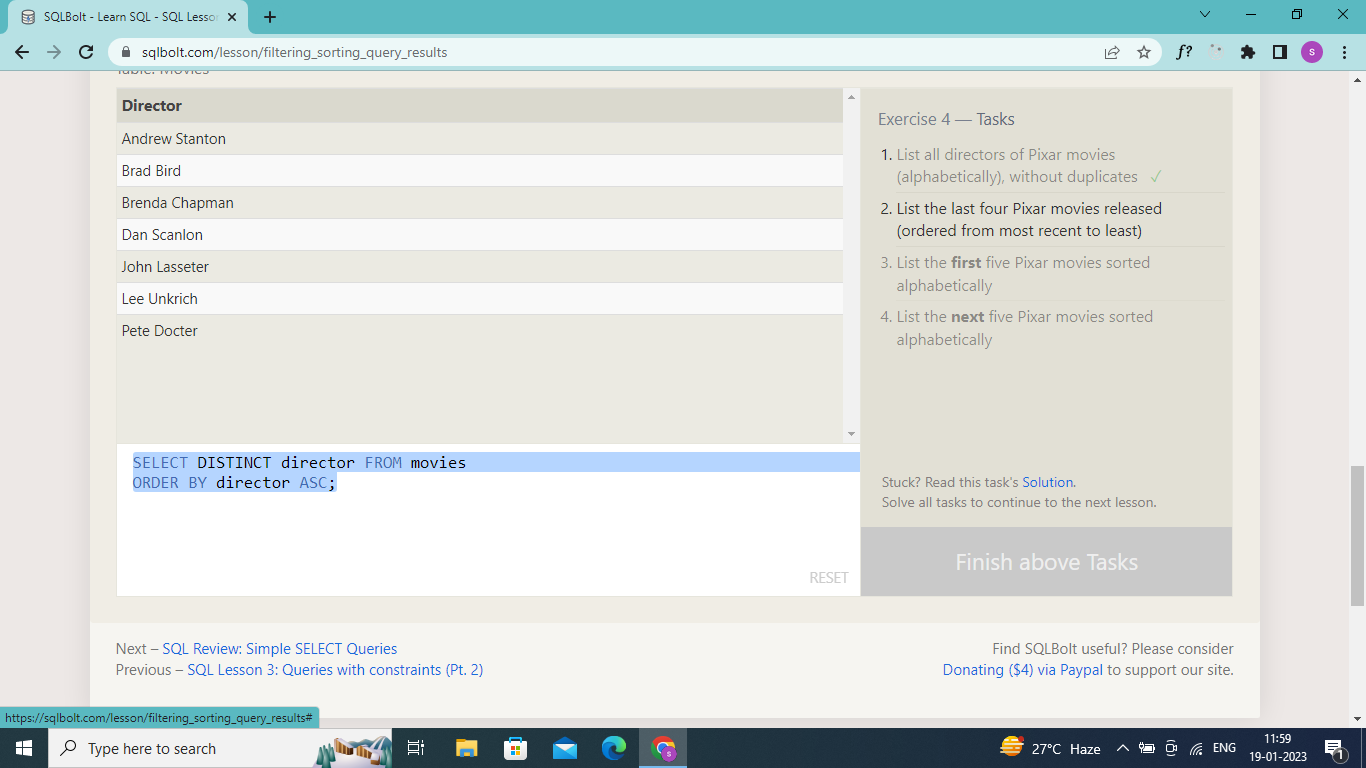 SQLBolt - Learn SQL - SQL Lesson
sqlbolt.com/lesson/filtering_sorting_query_results
f?
S
Table: Movies
Director
Andrew Stanton
Brad Bird
Brenda Chapman
Dan Scanlon
John Lasseter
Lee Unkrich
Pete Docter
SELECT DISTINCT director FROM movies
ORDER BY director ASC;
RESET
Exercise 4 — Tasks
1. List all directors of Pixar movies
(alphabetically), without duplicates ✓
2. List the last four Pixar movies released
(ordered from most recent to least)
3. List the first five Pixar movies sorted
alphabetically
4. List the next five Pixar movies sorted
alphabetically
Stuck? Read this task's Solution.
Solve all tasks to continue to the next lesson.
Finish above Tasks
Next – SQL Review: Simple SELECT Queries
Previous – SQL Lesson 3: Queries with constraints (Pt. 2)
Find SQLBolt useful? Please consider
Donating ($4) via Paypal to support our site.
https://sqlbolt.com/lesson/filtering_sorting_query_results#
Type here to search
S
27°C Haze
ENG
11:59
19-01-2023
1